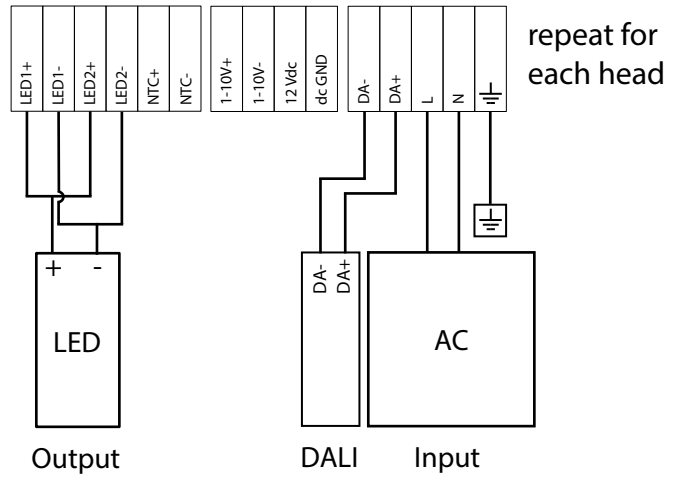 LED1+
LED1-
LED2+
LED2-
NTC+
NTC-
1-10V+
1-10V-
12 Vdc
dc GND
DA-
DA+
L
N
repeat for
each head
+ -
LED
Output
DA-
DA+
DALI
AC
Input